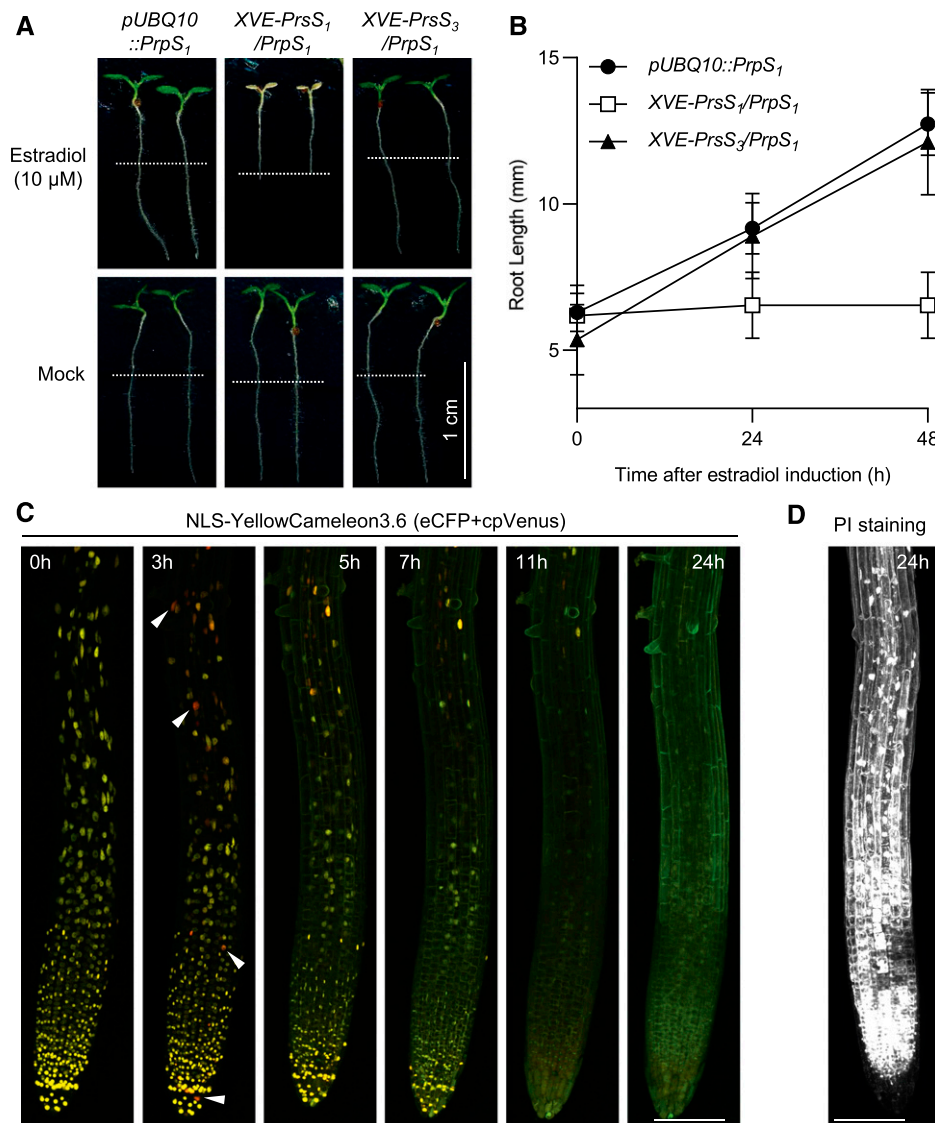 A
pUBQ10
::PrpS1
XVE-PrsS1
/PrpS1
XVE-PrsS3
/PrpS1
Estradiol
(10 µM)
Mock
1 cm
B
15
10
5
Root Length (mm)
pUBQ10::PrpS1
XVE-PrsS1/PrpS1
XVE-PrsS3/PrpS1
0
24
48
Time after estradiol induction (h)
C
NLS-YellowCameleon3.6 (eCFP+cpVenus)
0h
3h
5h
7h
11h
24h
D
PI staining
24h